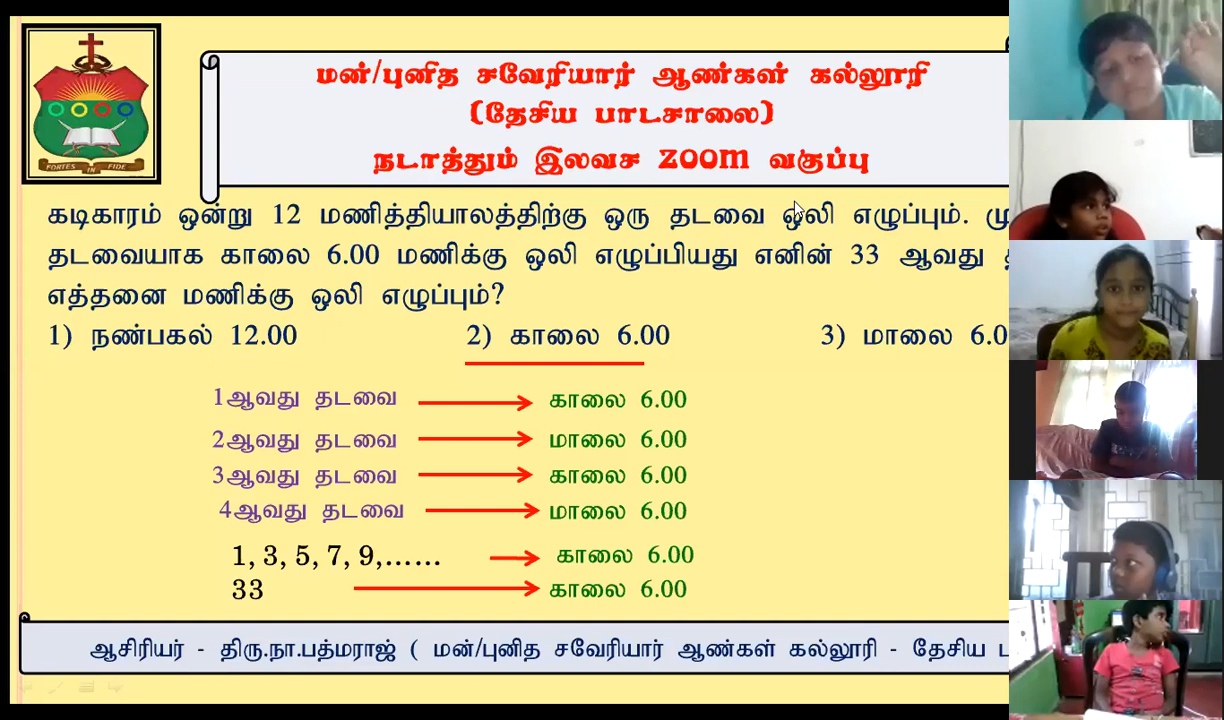 மன்/புனித சவேரியார் ஆண்கள் கல்லூரி
(தேசிய பாடசாலை)
நடாத்தும் இலவச ZOOM வகுப்பு
FORTES IN FIDE
கடிகாரம் ஒன்று 12 மணித்தியாலத்திற்கு ஒரு தடவை ஒலி எழுப்பும்.
தடவையாக காலை 6.00 மணிக்கு ஒலி எழுப்பியது எனின் 33 ஆவது
எத்தனை மணிக்கு ஒலி எழுப்பும்?
1) நண்பகல் 12.00 2) காலை 6.00 3) மாலை 6.0
1ஆவது தடவை காலை 6.00
2ஆவது தடவை மாலை 6.00
3ஆவது தடவை காலை 6.00
4ஆவது தடவை மாலை 6.00
1, 3, 5, 7, 9,...... காலை 6.00
33 காலை 6.00
ஆசிரியர் - திரு.நா.பத்மராஜ் ( மன்/புனித சவேரியார் ஆண்கள் கல்லூரி - தேசிய